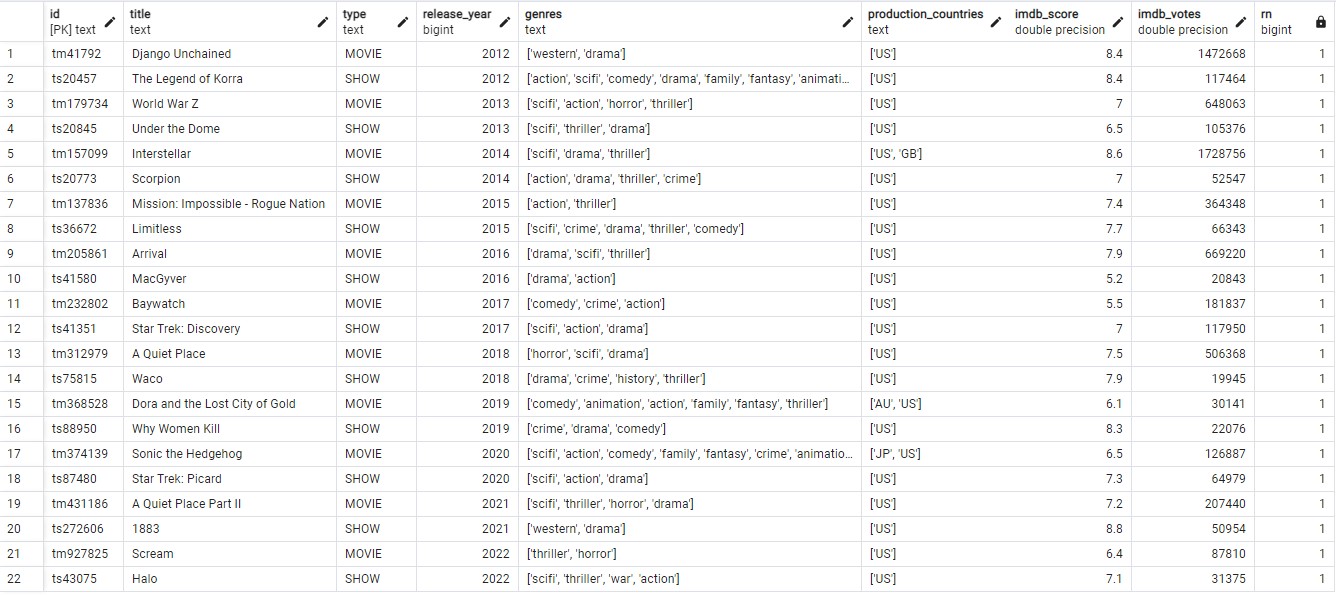 id title type release_year genres production_countries imdb_score imdb_votes rn
[PK] text text text bigint text text double precision double precision bigint
1 tm41792 Django Unchained MOVIE 2012 ['western', 'drama'] ['US'] 8.4 1472668 1
2 ts20457 The Legend of Korra SHOW 2012 ['action', 'scifi', 'comedy', 'drama', 'family', 'fantasy', 'animati... ['US'] 8.4 117464 1
3 tm179734 World War Z MOVIE 2013 ['scifi', 'action', 'horror', 'thriller'] ['US'] 7 648063 1
4 ts20845 Under the Dome SHOW 2013 ['scifi', 'thriller', 'drama'] ['US'] 6.5 105376 1
5 tm157099 Interstellar MOVIE 2014 ['scifi', 'drama', 'thriller'] ['US', 'GB'] 8.6 1728756 1
6 ts20773 Scorpion SHOW 2014 ['action', 'drama', 'thriller', 'crime'] ['US'] 7 52547 1
7 tm137836 Mission: Impossible - Rogue Nation MOVIE 2015 ['action', 'thriller'] ['US'] 7.4 364348 1
8 ts36672 Limitless SHOW 2015 ['scifi', 'crime', 'drama', 'thriller', 'comedy'] ['US'] 7.7 66343 1
9 tm205861 Arrival MOVIE 2016 ['drama', 'scifi', 'thriller'] ['US'] 7.9 669220 1
10 ts41580 MacGyver SHOW 2016 ['drama', 'action'] ['US'] 5.2 20843 1
11 tm232802 Baywatch MOVIE 2017 ['comedy', 'crime', 'action'] ['US'] 5.5 181837 1
12 ts41351 Star Trek: Discovery SHOW 2017 ['scifi', 'action', 'drama'] ['US'] 7 117950 1
13 tm312979 A Quiet Place MOVIE 2018 ['horror', 'scifi', 'drama'] ['US'] 7.5 506368 1
14 ts75815 Waco SHOW 2018 ['drama', 'crime', 'history', 'thriller'] ['US'] 7.9 19945 1
15 tm368528 Dora and the Lost City of Gold MOVIE 2019 ['comedy', 'animation', 'action', 'family', 'fantasy', 'thriller'] ['AU', 'US'] 6.1 30141 1
16 ts88950 Why Women Kill SHOW 2019 ['crime', 'drama', 'comedy'] ['US'] 8.3 22076 1
17 tm374139 Sonic the Hedgehog MOVIE 2020 ['scifi', 'action', 'comedy', 'family', 'fantasy', 'crime', 'animatio... ['JP', 'US'] 6.5 126887 1
18 ts87480 Star Trek: Picard SHOW 2020 ['scifi', 'action', 'drama'] ['US'] 7.3 64979 1
19 tm431186 A Quiet Place Part II MOVIE 2021 ['scifi', 'thriller', 'horror', 'drama'] ['US'] 7.2 207440 1
20 ts272606 1883 SHOW 2021 ['western', 'drama'] ['US'] 8.8 50954 1
21 tm927825 Scream MOVIE 2022 ['thriller', 'horror'] ['US'] 6.4 87810 1
22 ts43075 Halo SHOW 2022 ['scifi', 'thriller', 'war', 'action'] ['US'] 7.1 31375 1